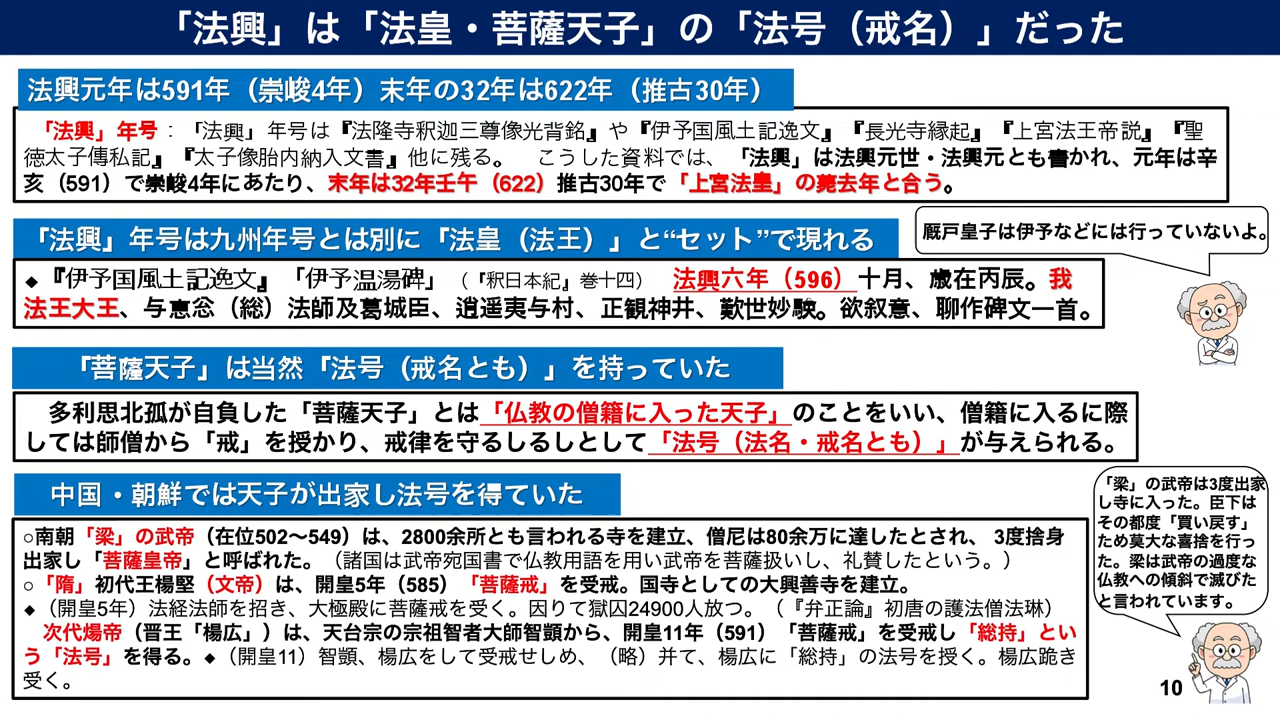 「法興」は「法皇・菩薩天子」の「法号（戒名）」だった
法興元年は591年（崇峻4年）末年の32年は622年（推古30年）
「法興」年号：「法興」年号は『法隆寺釈迦三尊像光背銘』や『伊予国風土記逸文』『長光寺縁起』『上宮法王帝説』『聖
徳太子傳私記』『太子像胎内納入文書』他に残る。　こうした資料では、「法興」は法興元世・法興元とも書かれ、元年は辛
亥（591）で崇峻4年にあたり、末年は32年壬午（622）推古30年で「上宮法皇」の薨去年と合う。
「法興」年号は九州年号とは別に「法皇（法王）」と“セット”で現れる
厩戸皇子は伊予などには行っていないよ。
◆『伊予国風土記逸文』「伊予温湯碑」（『釈日本紀』巻十四）　法興六年（596）十月、歳在丙辰。我
法王大王、与恵忩（総）法師及葛城臣、逍遥夷与村、正観神井、歎世妙験。欲叙意、聊作碑文一首。
「菩薩天子」は当然「法号（戒名とも）」を持っていた
多利思北孤が自負した「菩薩天子」とは「仏教の僧籍に入った天子」のことをいい、僧籍に入るに際
しては師僧から「戒」を授かり、戒律を守るしるしとして「法号（法名・戒名とも）」が与えられる。
中国・朝鮮では天子が出家し法号を得ていた
○南朝「梁」の武帝（在位502～549）は、2800余所とも言われる寺を建立、僧尼は80余万に達したとされ、3度捨身
出家し「菩薩皇帝」と呼ばれた。（諸国は武帝宛国書で仏教用語を用い武帝を菩薩扱いし、礼賛したという。）
○「隋」初代王楊堅（文帝）は、開皇5年（585）「菩薩戒」を受戒。国寺としての大興善寺を建立。
◆（開皇5年）法経法師を招き、大極殿に菩薩戒を受く。因りて獄囚24900人放つ。（『弁正論』初唐の護法僧法琳）
次代煬帝（晋王「楊広」）は、天台宗の宗祖智者大師智顗から、開皇11年（591）「菩薩戒」を受戒し「総持」とい
う「法号」を得る。◆（開皇11）智顗、楊広をして受戒せしめ、（略）并て、楊広に「総持」の法号を授く。楊広跪き
受く。
「梁」の武帝は3度出家
し寺に入った。臣下は
その都度「買い戻す」
ため莫大な喜捨を行っ
た。梁は武帝の過度な
仏教への傾斜で滅びた
と言われています。
10